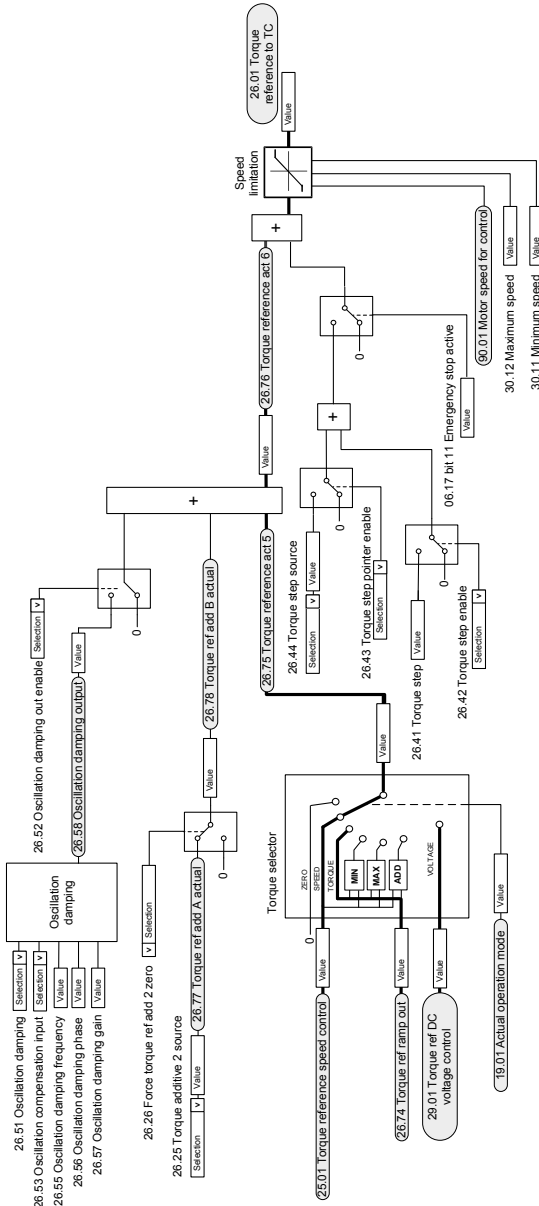 26.51 Oscillation damping
Selection v
26.53 Oscillation compensation input
Selection v
26.55 Oscillation damping frequency
Value
26.56 Oscillation damping phase
Value
26.57 Oscillation damping gain
Value
Oscillation
damping
26.58 Oscillation damping output
Value
26.52 Oscillation damping out enable
Selection v
0
26.26 Force torque ref add 2 zero
v Selection
26.25 Torque additive 2 source
Selection v Value
26.77 Torque ref add A actual
0
Value
26.78 Torque ref add B actual
+
26.75 Torque reference act 5
Value
26.76 Torque reference act 6
+
Speed
limitation
Value
26.01 Torque
reference to TC
26.44 Torque step source
Selection v Value
0
26.43 Torque step pointer enable
Selection v
26.41 Torque step
Value
0
26.42 Torque step enable
Selection v
+
0
06.17 bit 11 Emergency stop active
Value
90.01 Motor speed for control
30.12 Maximum speed
Value
30.11 Minimum speed
Value
Torque selector
0
ZERO
SPEED
TORQUE
MIN
MAX
ADD
VOLTAGE
Value
25.01 Torque reference speed control
Value
26.74 Torque ref ramp out
Value
29.01 Torque ref DC
voltage control
Value
19.01 Actual operation mode
Value